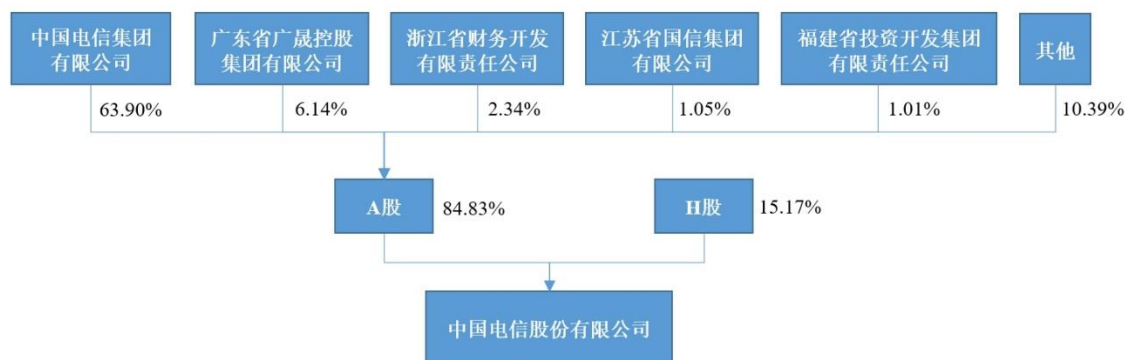 中国电信集团
有限公司
广东省广晟控股
集团有限公司
浙江省财务开发
有限责任公司
江苏省国信集团
有限公司
福建省投资开发集团
有限责任公司
其他
63.90%
6.14%
2.34%
1.05%
1.01%
10.39%
A股
84.83%
H股
15.17%
中国电信股份有限公司